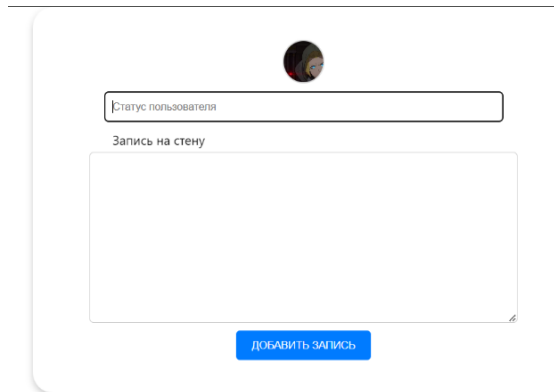 Статус пользователя
Запись на стену
ДОБАВИТЬ ЗАПИСЬ